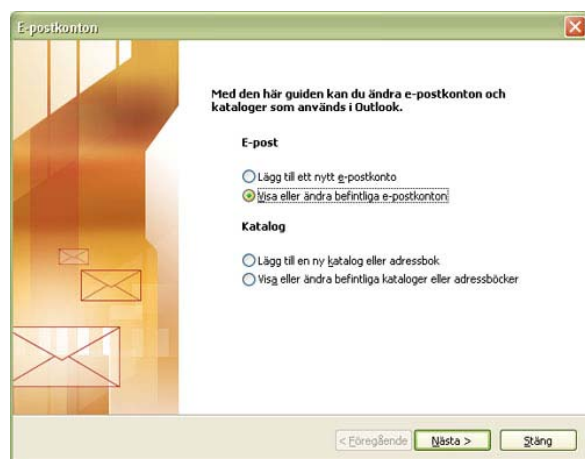 E-postkonton
Med den här guiden kan du ändra e-postkonton och
kataloger som används i Outlook.
E-post
Lägg till ett nytt e-postkonto
Visa eller ändra befintliga e-postkonton
Katalog
Lägg till en ny katalog eller adressbok
Visa eller ändra befintliga kataloger eller adressböcker
< Föregående Nästa > Stäng